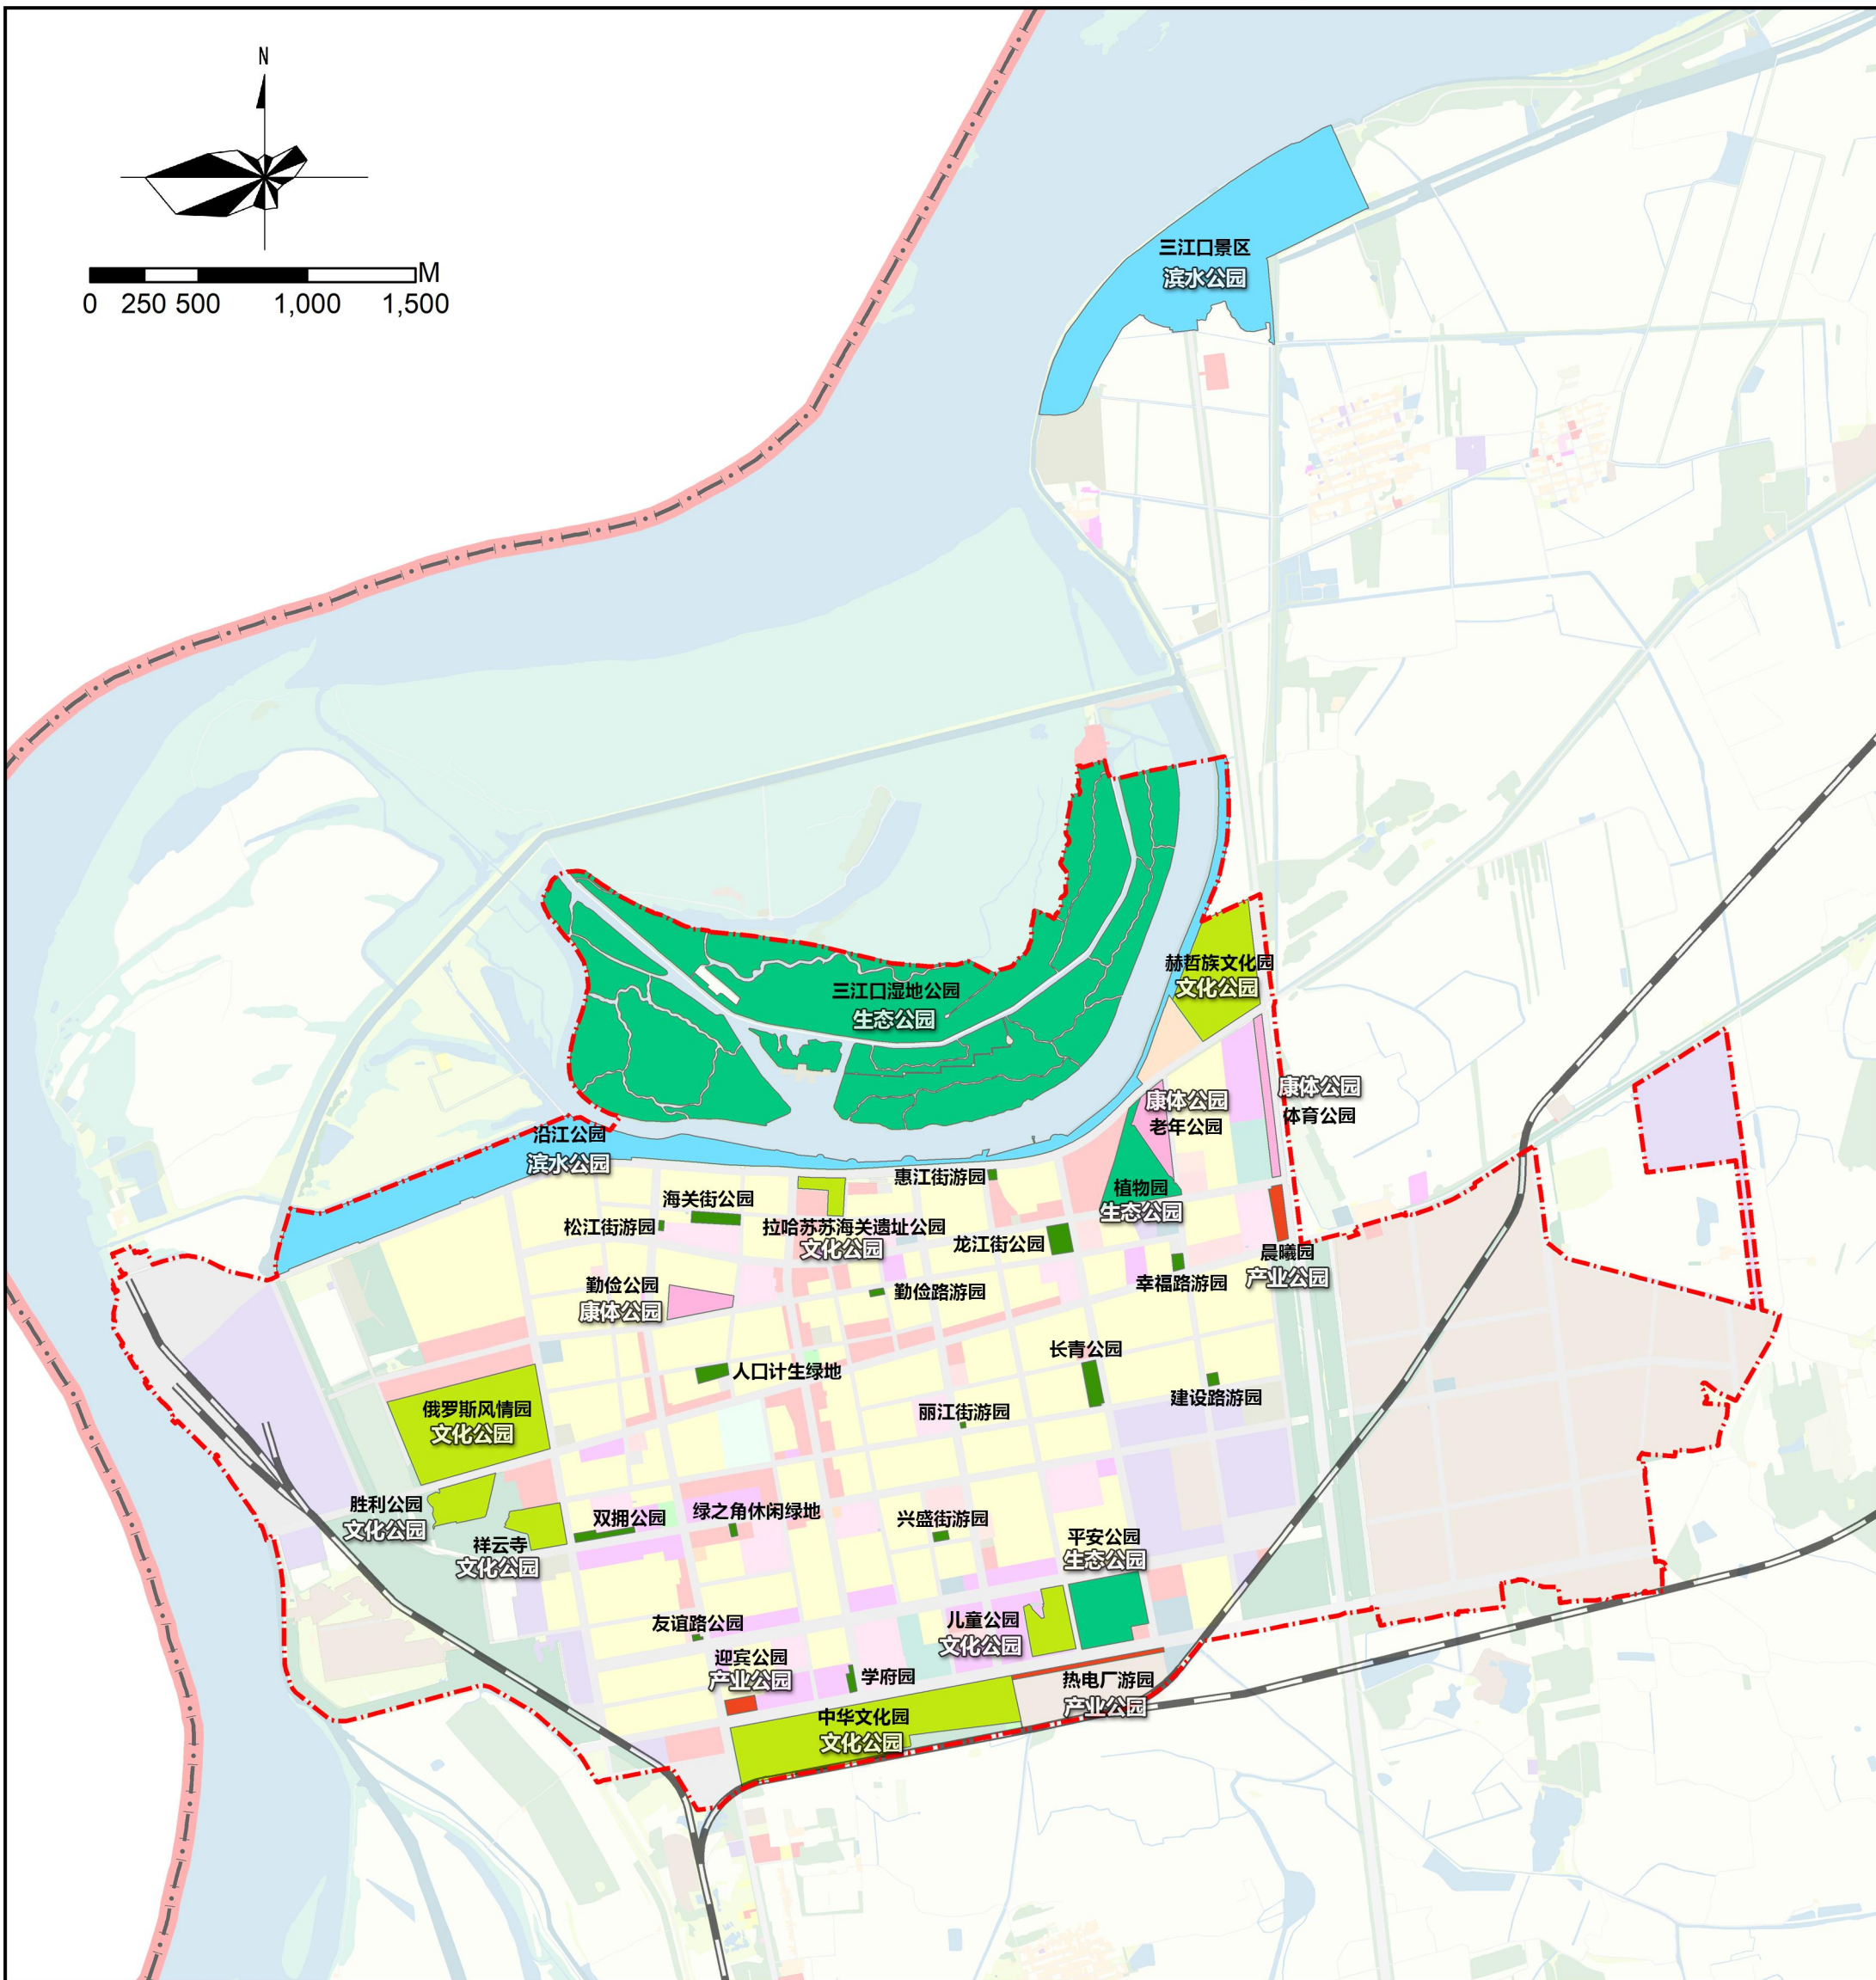 N
M
0 250 500 1,000 1,500
三江口景区
滨水公园
赫哲族文化园
文化公园
三江口湿地公园
生态公园
康体公园
体育公园
康体公园
老年公园
沿江公园
滨水公园
惠江街游园
植物园
生态公园
海关街公园
松江街游园
拉哈苏苏海关遗址公园
文化公园
龙江街公园
晨曦园
产业公园
幸福路游园
勤俭公园
康体公园
勤俭路游园
长青公园
人口计生绿地
建设路游园
俄罗斯风情园
文化公园
丽江街游园
胜利公园
文化公园
双拥公园
绿之角休闲绿地
兴盛街游园
祥云寺
文化公园
平安公园
生态公园
友谊路公园
儿童公园
文化公园
迎宾公园
产业公园
学府园
热电厂游园
产业公园
中华文化园
文化公园